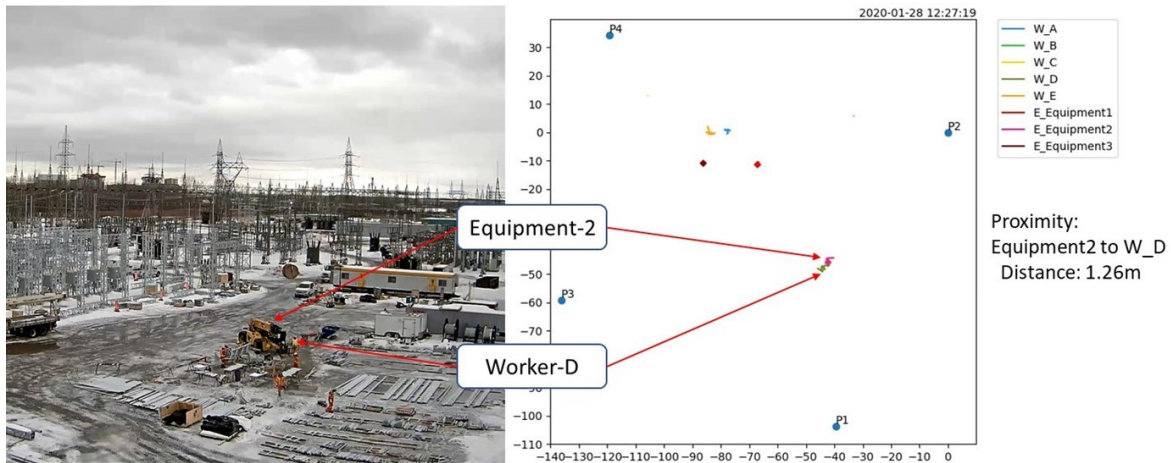 2020-01-28 12:27:19
P4
P2
P3
P1
30
20
10
0
−10
−20
−50
−60
−70
−100
−110
−140 −130 −120 −110 −100 −90 −80 −70 −60 −50 −40 −30 −20 −10 0 10
W_A
W_B
W_C
W_D
W_E
E_Equipment1
E_Equipment2
E_Equipment3
Equipment-2
Worker-D
Proximity:
Equipment2 to W_D
Distance: 1.26m